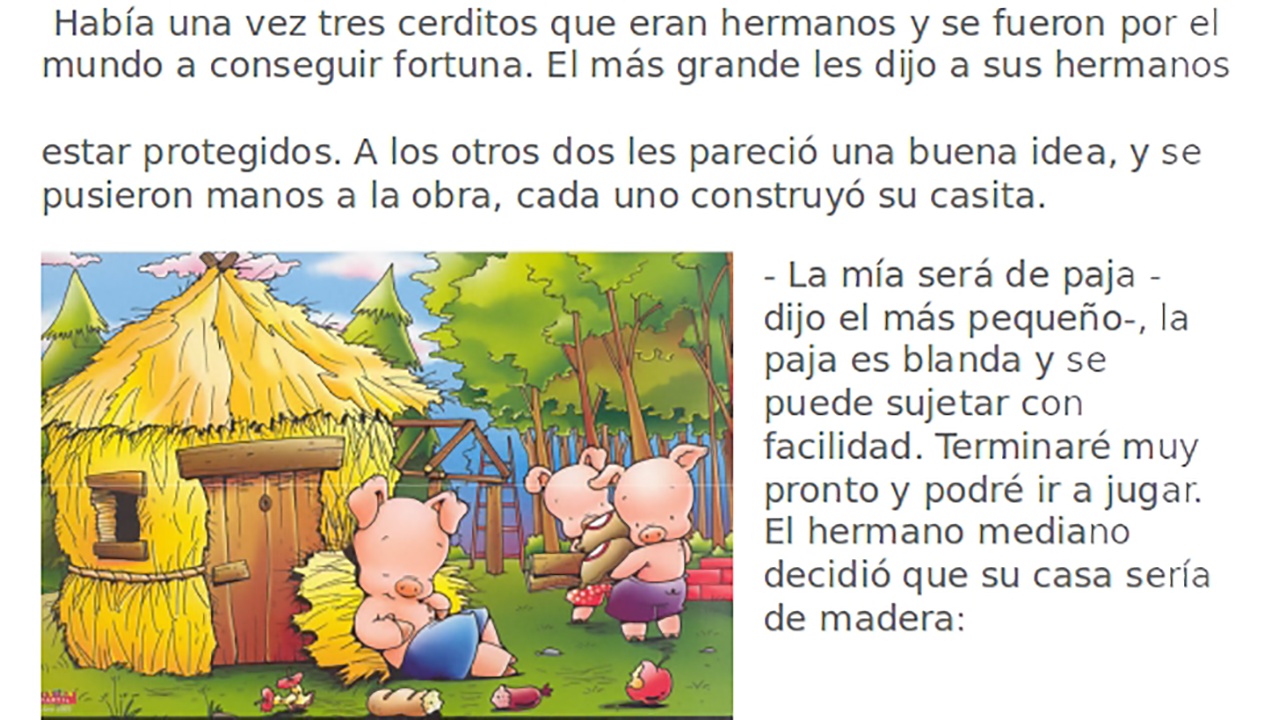 Había una vez tres cerditos que eran hermanos y se fueron por el
mundo a conseguir fortuna. El más grande les dijo a sus hermanos
estar protegidos. A los otros dos les pareció una buena idea, y se
pusieron manos a la obra, cada uno construyó su casita.
- La mía será de paja -
dijo el más pequeño-, la
paja es blanda y se
puede sujetar con
facilidad. Terminaré muy
pronto y podré ir a jugar.
El hermano mediano
decidió que su casa sería
de madera: